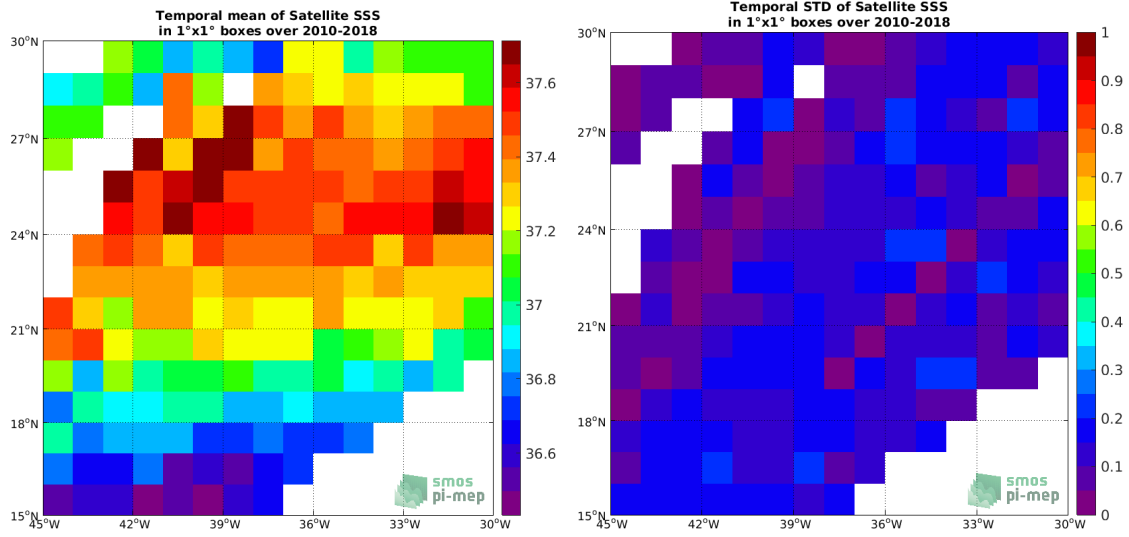 Temporal mean of Satellite SSS
in 1°x1° boxes over 2010-2018
30°N
27°N
24°N
21°N
18°N
15°N
45°W 42°W 39°W 36°W 33°W 30°W
37.6
37.4
37.2
37
36.8
36.6
smos
pi-mep
Temporal STD of Satellite SSS
in 1°x1° boxes over 2010-2018
30°N
27°N
24°N
21°N
18°N
15°N
45°W 42°W 39°W 36°W 33°W 30°W
1
0.9
0.8
0.7
0.6
0.5
0.4
0.3
0.2
0.1
0
smos
pi-mep